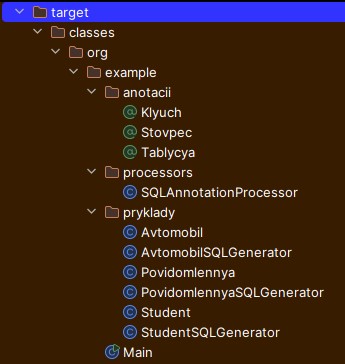 target
classes
org
example
anotacii
Klyuch
Stovpec
Tablycya
processors
SQLAnnotationProcessor
pryklady
Avtomobil
AvtomobilSQLGenerator
Povidomlennya
PovidomlennyaSQLGenerator
Student
StudentSQLGenerator
Main